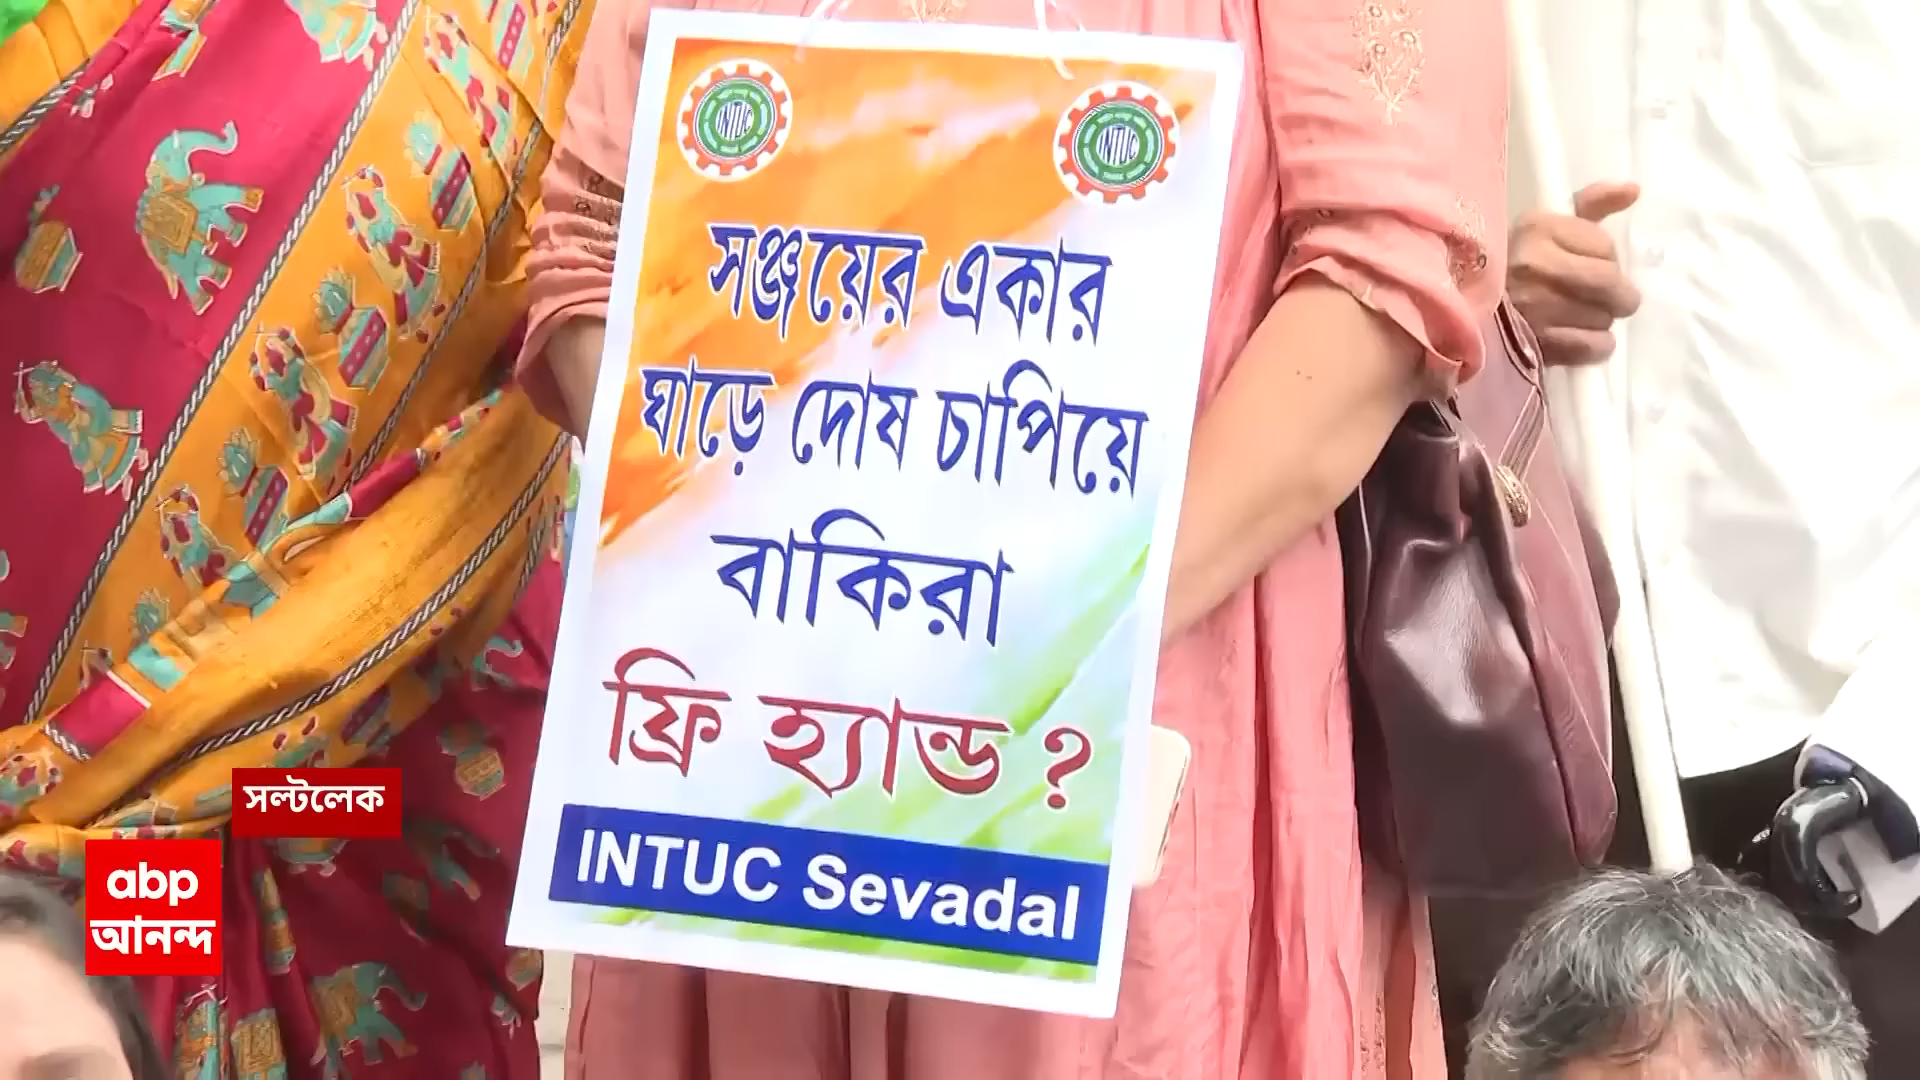 INTUC
INTUC
সঞ্জয়ের একার
ঘাড়ে দোষ চাপিয়ে
বাকিরা
ফ্রি হ্যান্ড ?
INTUC Sevadal
সল্টলেক
abp
আনন্দ